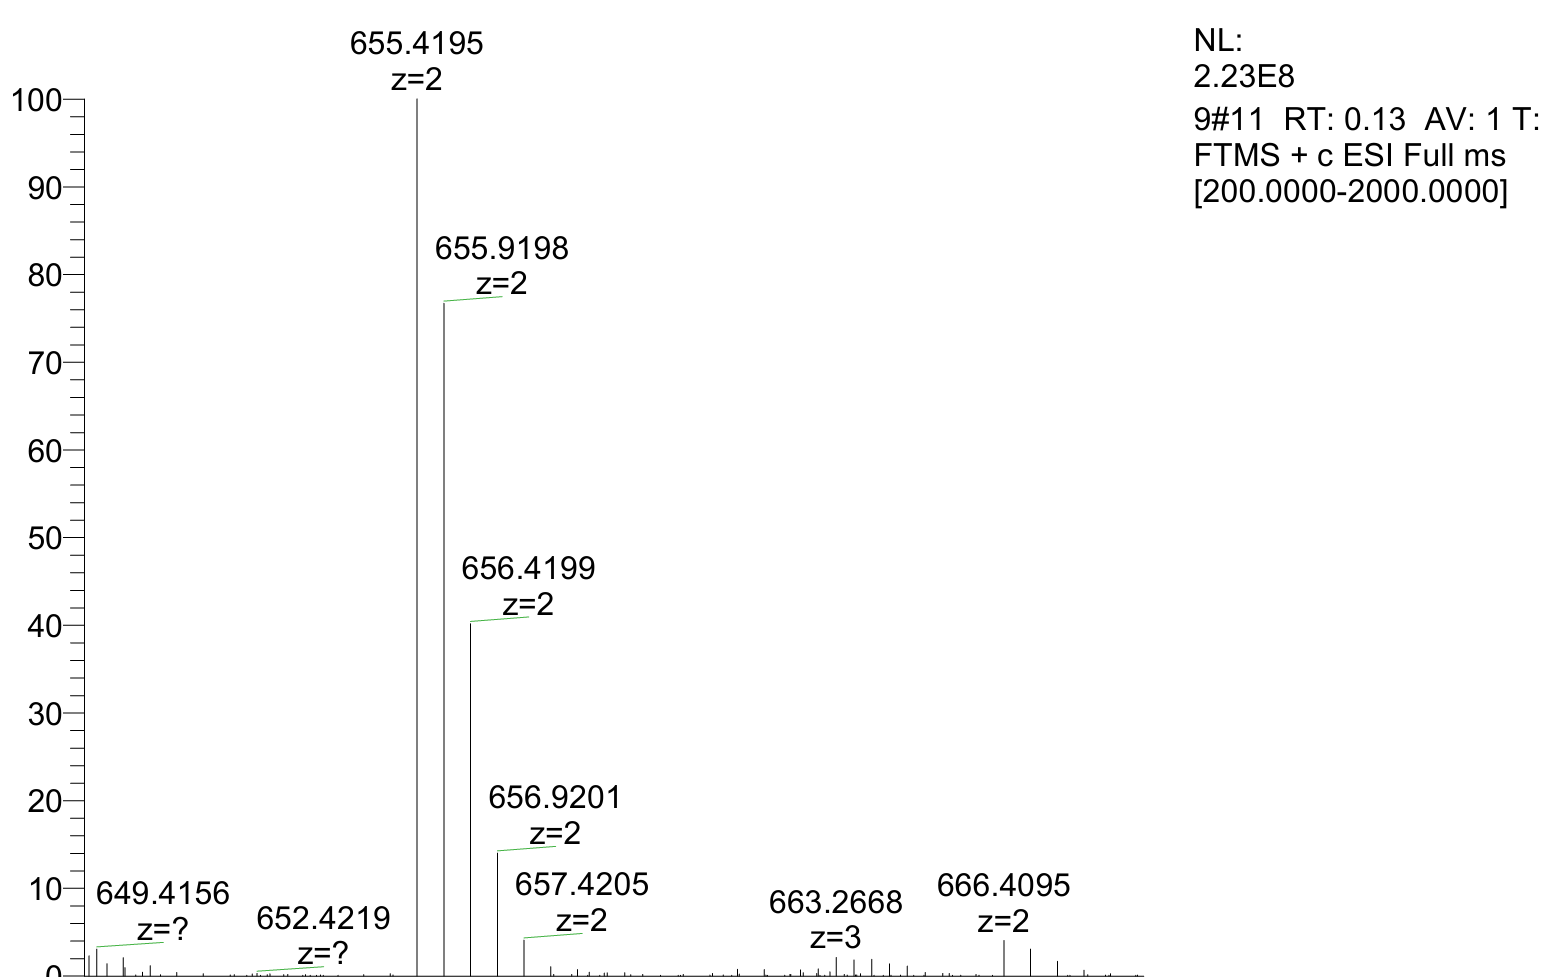 655.4195
z=2
NL:
2.23E8
9#11 RT: 0.13 AV: 1 T:
FTMS + c ESI Full ms
[200.0000-2000.0000]
100
90
655.9198
z=2
80
70
60
656.4199
z=2
50
40
30
656.9201
z=2
20
657.4205
z=2
10
649.4156
z=?
652.4219
z=?
663.2668
z=3
666.4095
z=2
0